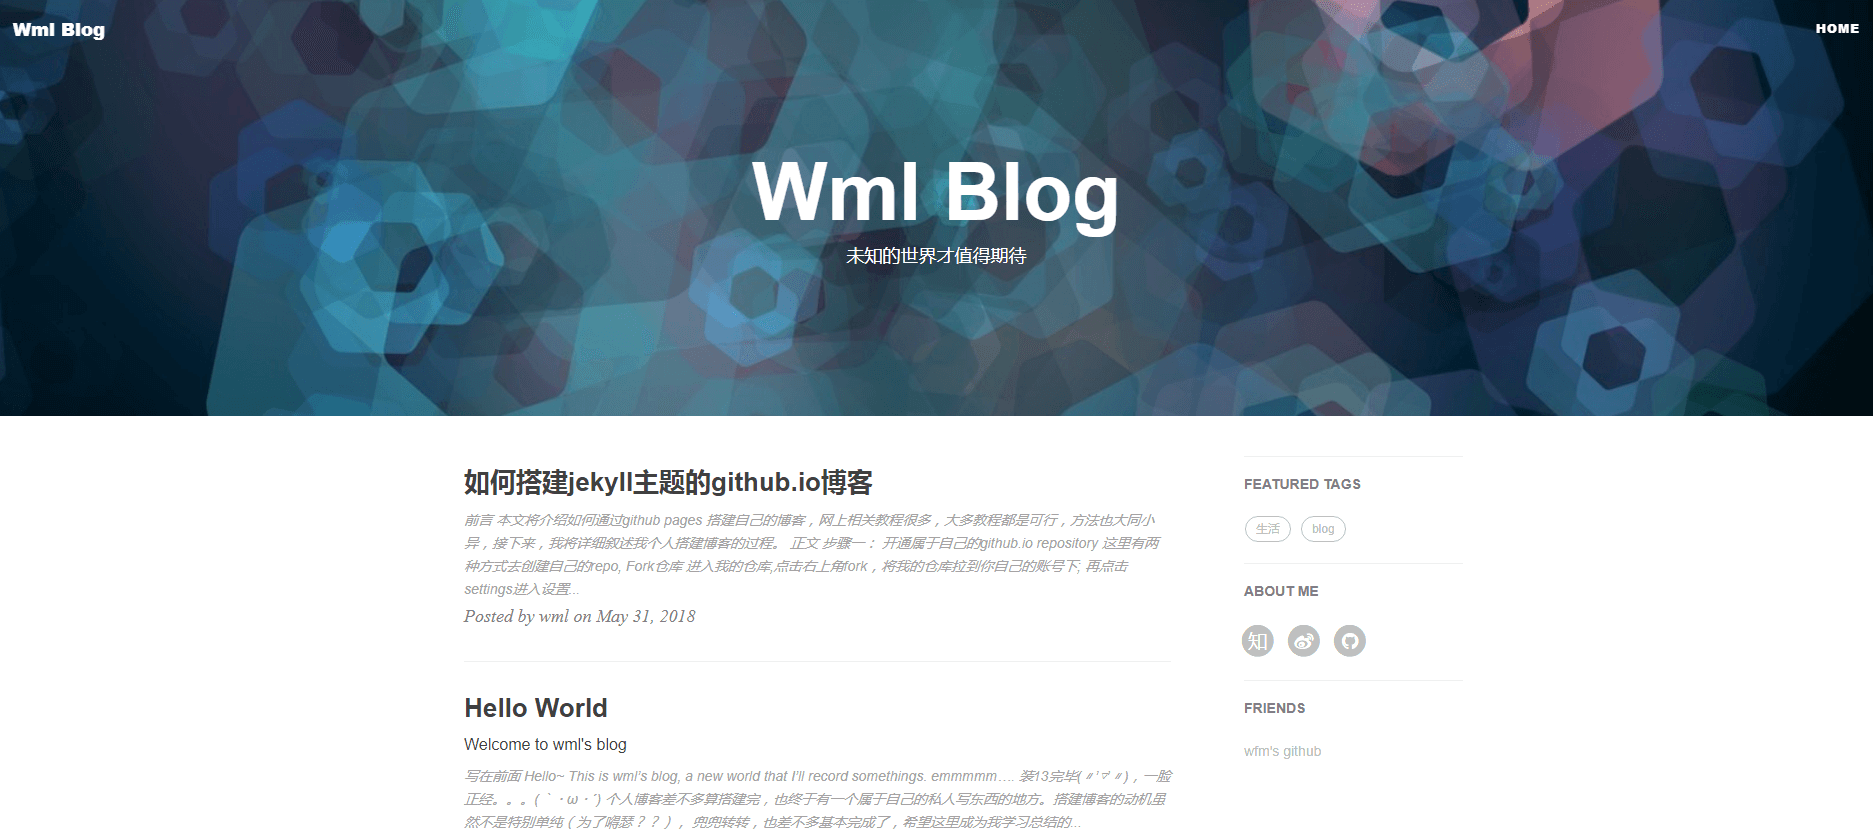 Wml Blog
HOME
Wml Blog
未知的世界才值得期待
如何搭建jekyll主题的github.io博客
前言 本文将介绍如何通过github pages 搭建自己的博客，网上相关教程很多，大多教程都是可行，方法也大同小
异，接下来，我将详细叙述我个人搭建博客的过程。 正文 步骤一： 开通属于自己的github.io repository 这里有两
种方式去创建自己的repo, Fork仓库 进入我的仓库,点击右上角fork，将我的仓库拉到你自己的账号下; 再点击
settings进入设置...
Posted by wml on May 31, 2018
Hello World
Welcome to wml's blog
写在前面 Hello~ This is wml’s blog, a new world that I’ll record somethings. emmmmm…. 装13完毕(〃'▽'〃)，一脸
正经。。。(｀・ω・´) 个人博客差不多算搭建完，也终于有一个属于自己的私人写东西的地方。搭建博客的动机虽
然不是特别单纯（为了嘚瑟？？），兜兜转转，也差不多基本完成了，希望这里成为我学习总结的...
FEATURED TAGS
生活 blog
ABOUT ME
知
FRIENDS
wfm's github